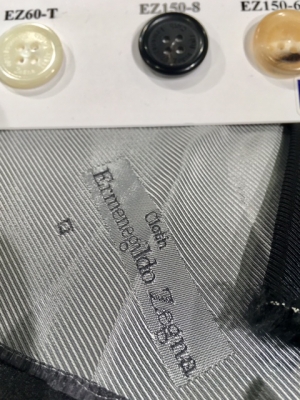 EZ60-T
EZ150-8
EZ150-6
Cloth
Ermenegildo Zegna